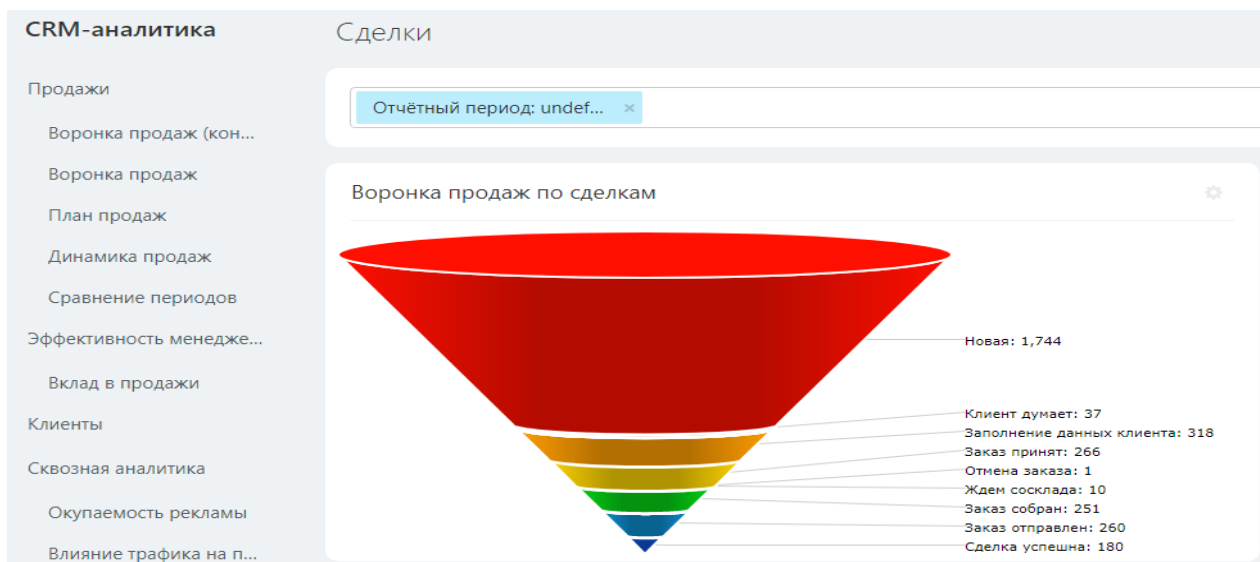 CRM-аналитика
Продажи
Воронка продаж (кон...
Воронка продаж
План продаж
Динамика продаж
Сравнение периодов
Эффективность менедже...
Вклад в продажи
Клиенты
Сквозная аналитика
Окупаемость рекламы
Влияние трафика на п...
Сделки
Отчётный период: undef... ×
Воронка продаж по сделкам
Новая: 1,744
Клиент думает: 37
Заполнение данных клиента: 318
Заказ принят: 266
Отмена заказа: 1
Ждем сосклада: 10
Заказ собран: 251
Заказ отправлен: 260
Сделка успешна: 180